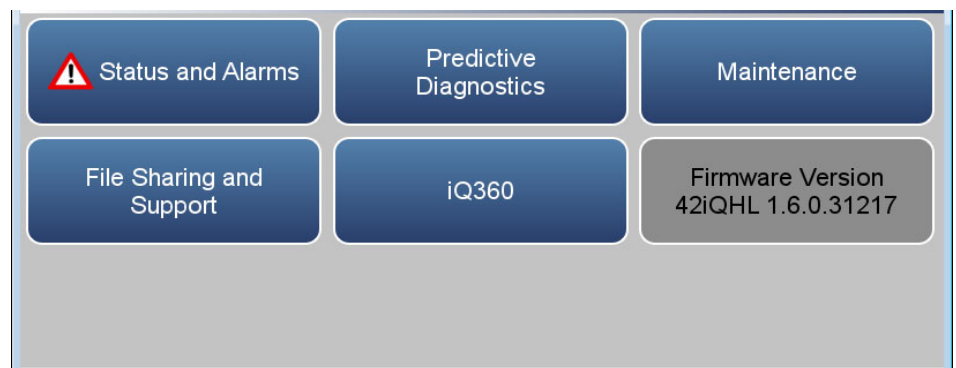 Status and Alarms
Predictive
Diagnostics
Maintenance
File Sharing and
Support
iQ360
Firmware Version
42iQHL 1.6.0.31217